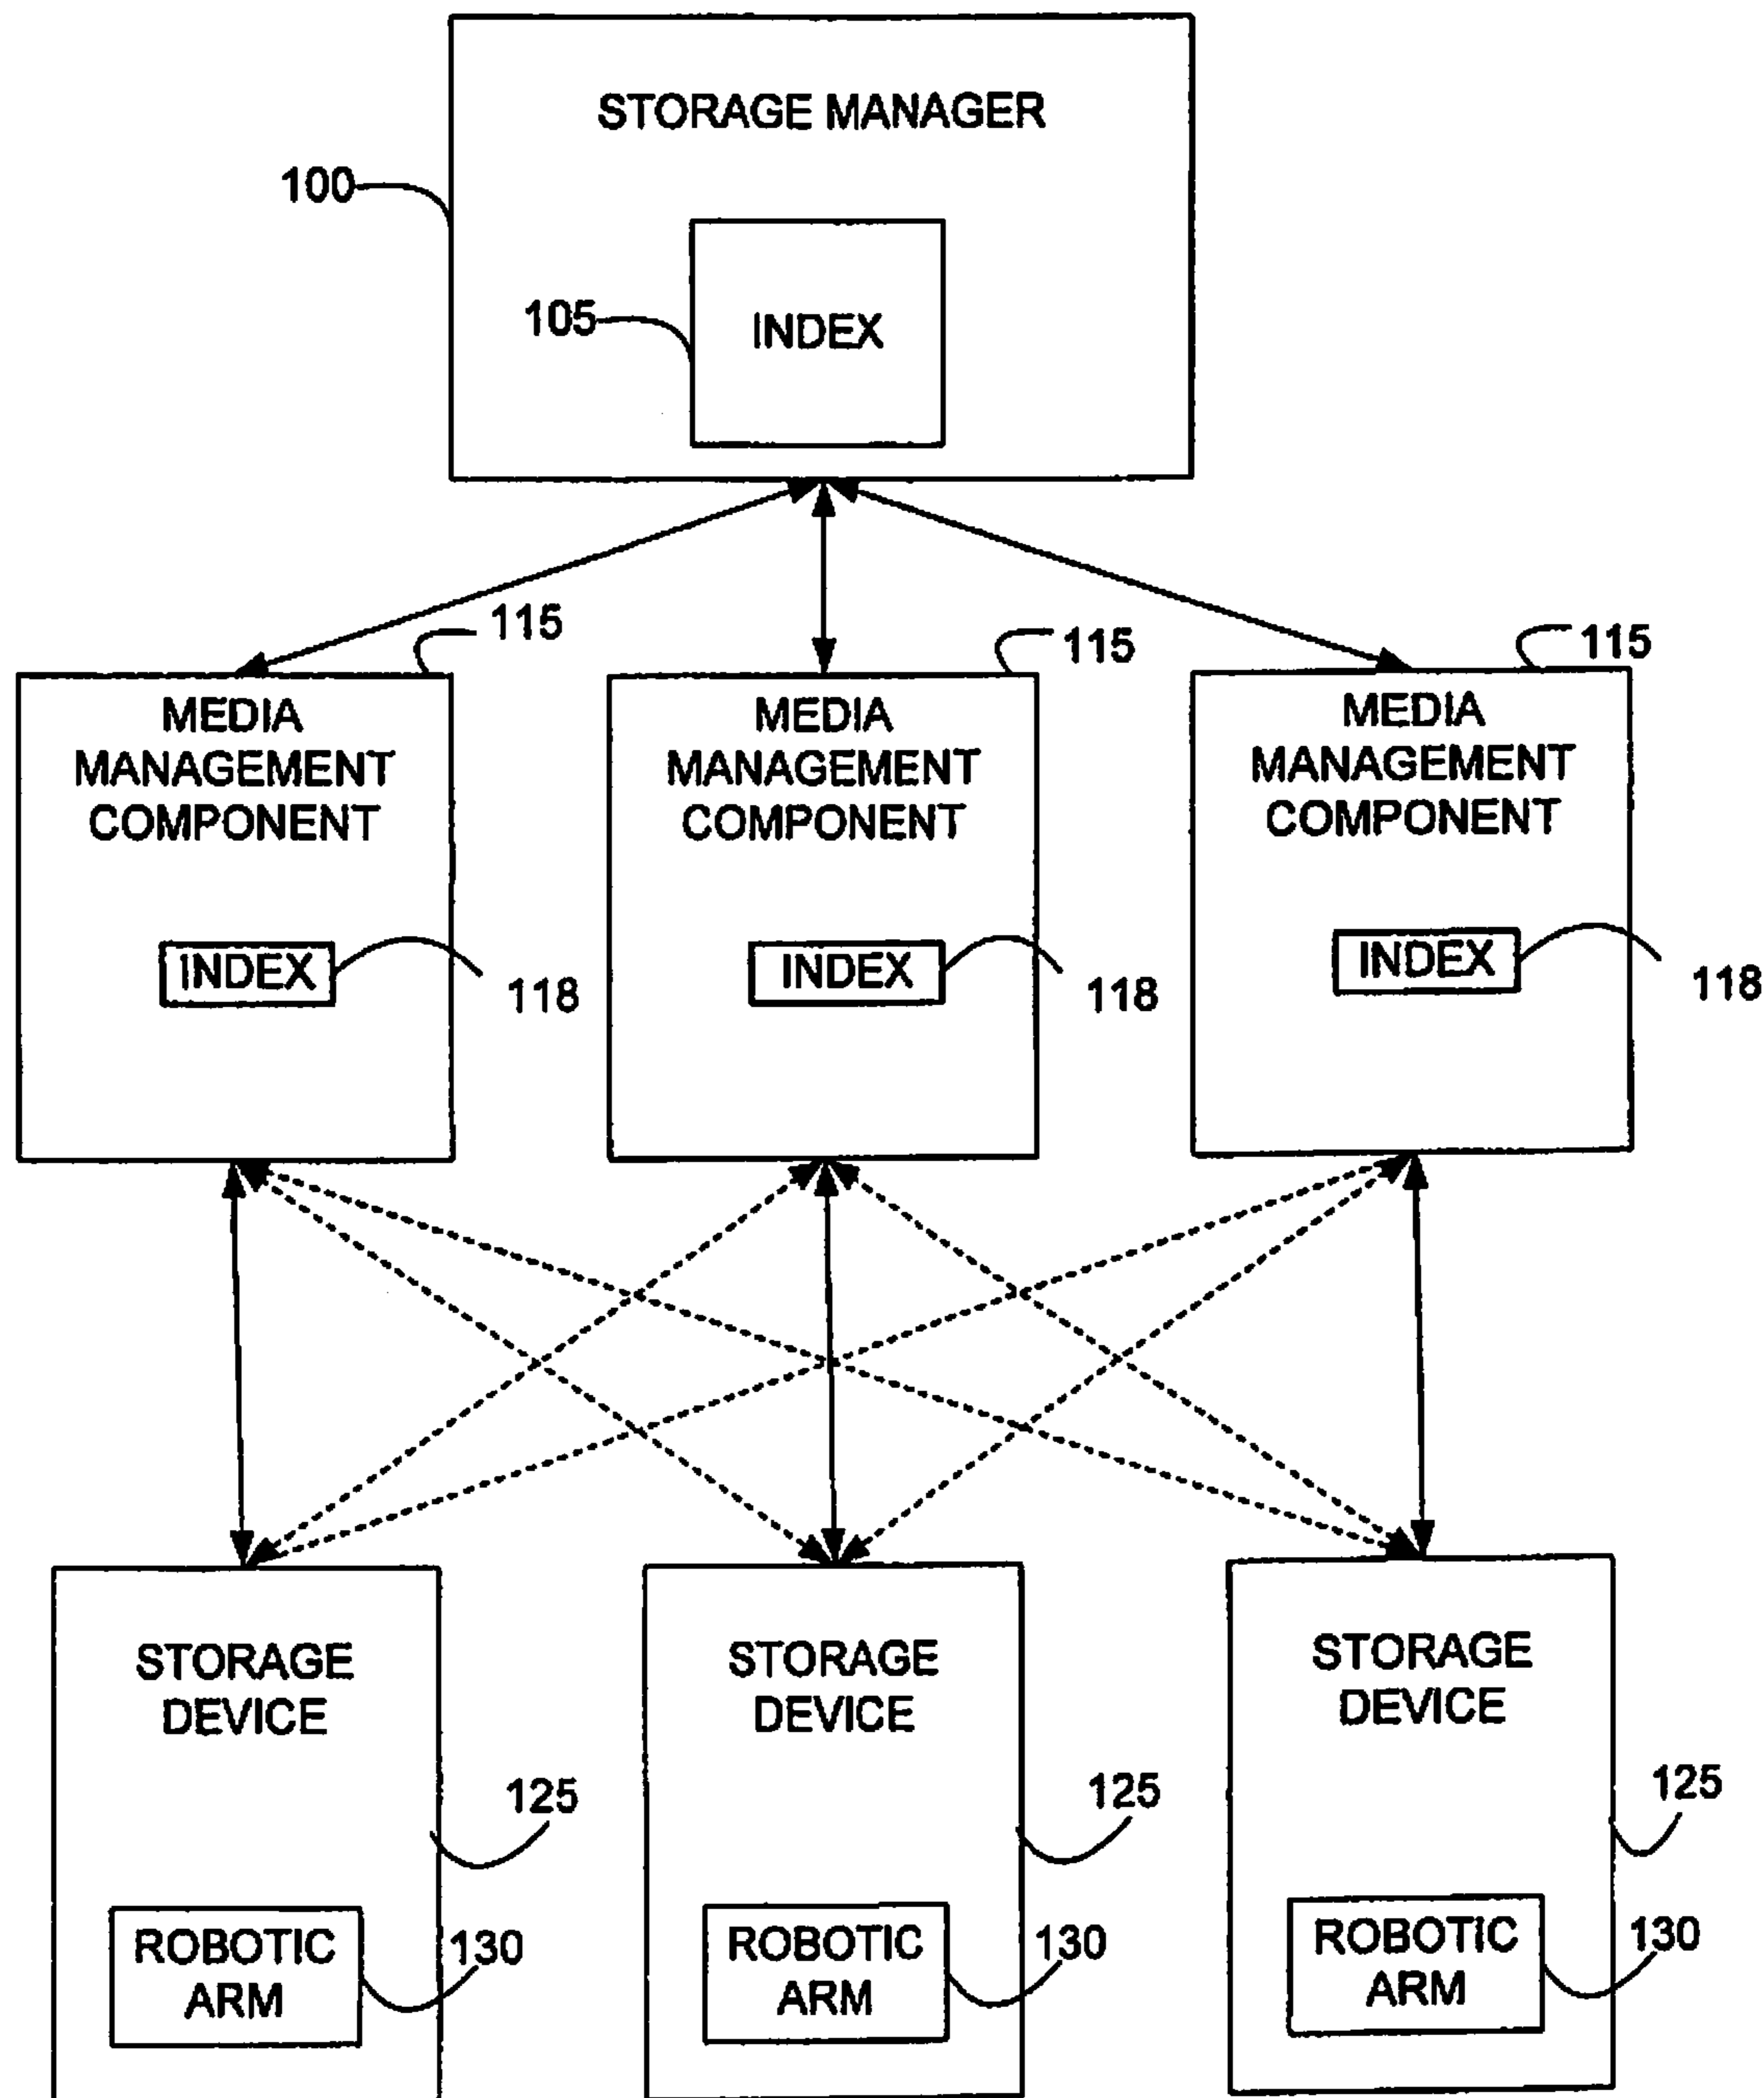 STORAGE MANAGER
100
105
INDEX
115
115
115
MEDIA
MANAGEMENT
COMPONENT
MEDIA
MANAGEMENT
COMPONENT
MEDIA
MANAGEMENT
COMPONENT
INDEX
INDEX
INDEX
118
118
118
STORAGE
DEVICE
STORAGE
DEVICE
STORAGE
DEVICE
125
125
125
ROBOTIC
ARM
130
ROBOTIC
ARM
130
ROBOTIC
ARM
130